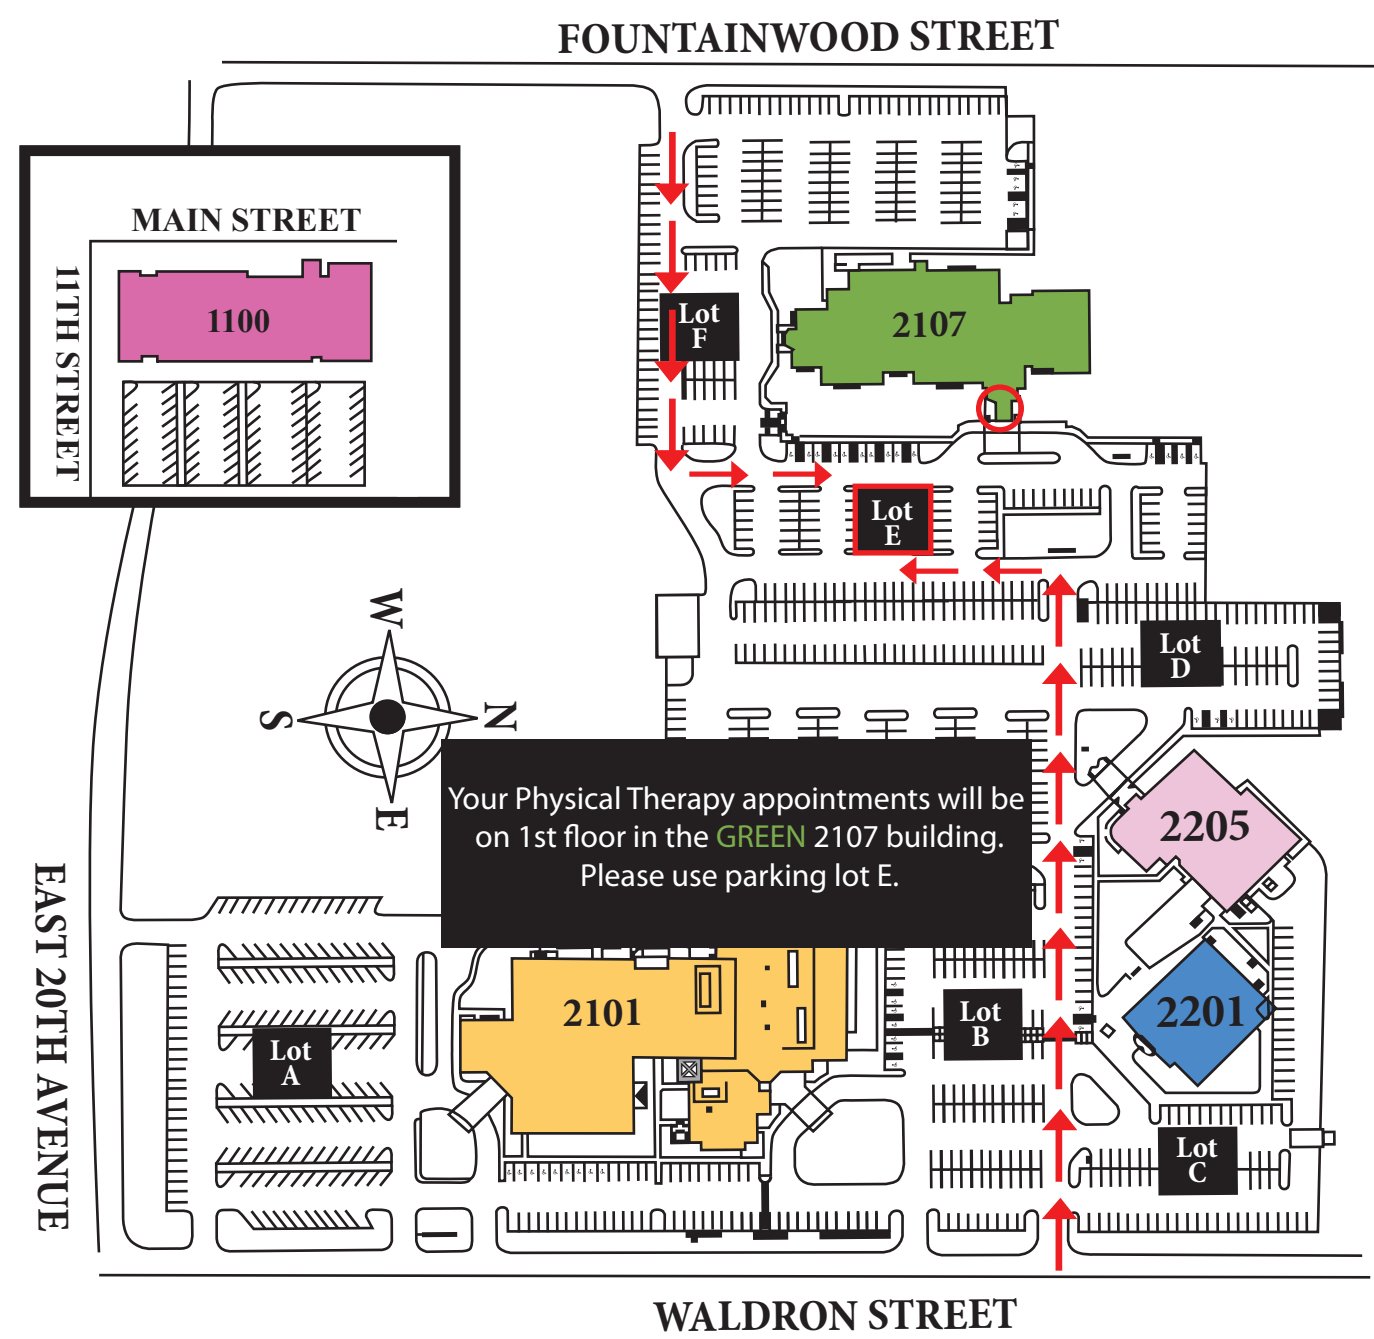 FOUNTAINWOOD STREET
MAIN STREET
11TH STREET
1100
Lot
F
2107
Lot
E
Lot
D
W
S
N
E
Your Physical Therapy appointments will be
on 1st floor in the GREEN 2107 building.
Please use parking lot E.
2205
EAST 20TH AVENUE
2101
Lot
B
2201
Lot
A
Lot
C
WALDRON STREET